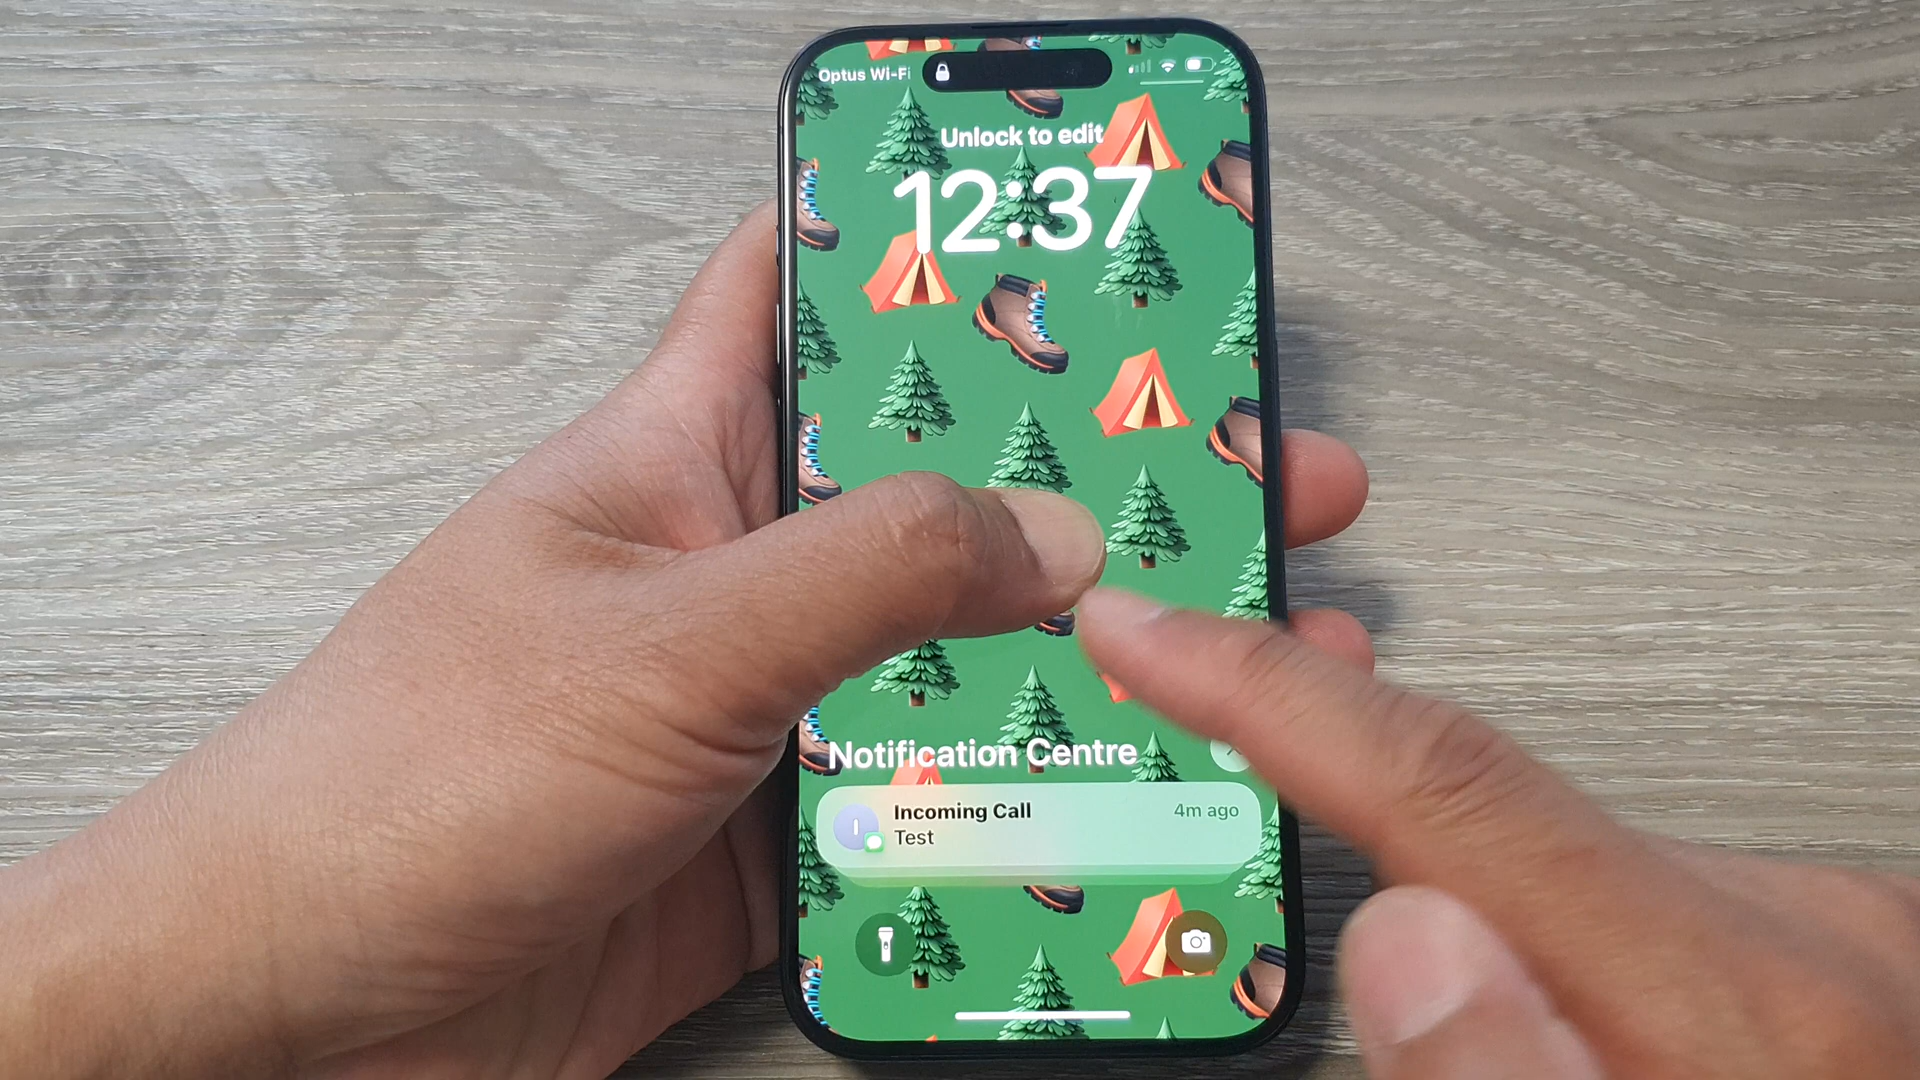 Optus Wi-Fi
Unlock to edit
12:37
Notification Centre
Incoming Call
4m ago
Test